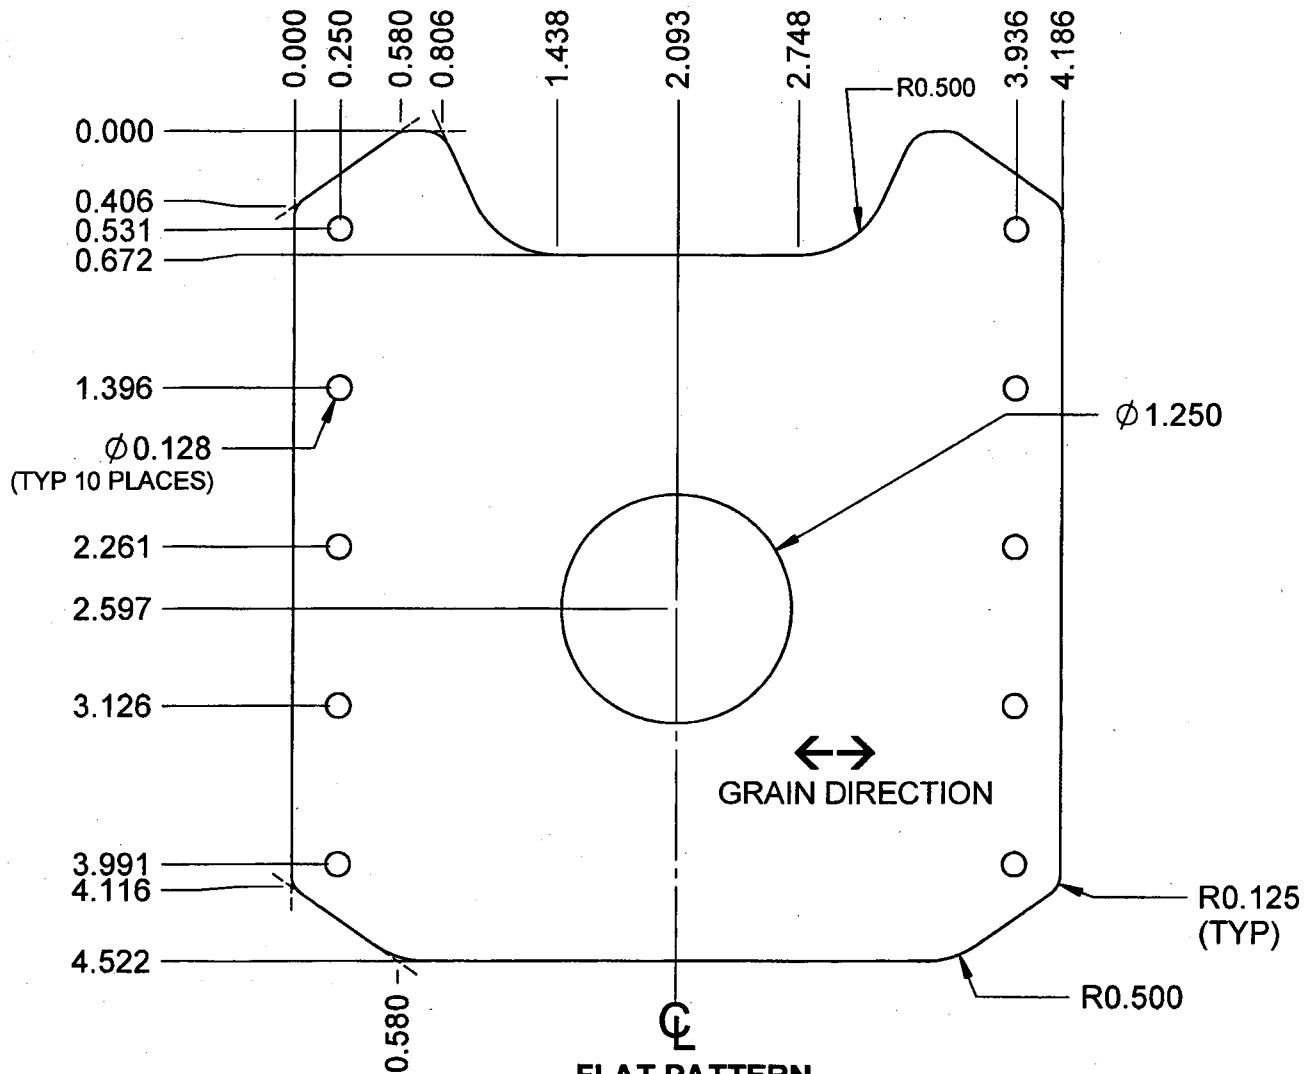 0.000
0.250
0.580
0.806
1.438
2.093
2.748
3.936
4.186
R0.500
0.000
0.406
0.531
0.672
1.396
Ø0.128
(TYP 10 PLACES)
Ø1.250
2.261
2.597
3.126
GRAIN DIRECTION
3.991
4.116
R0.125
(TYP)
4.522
R0.500
0.580
℄
FLAT PATTERN